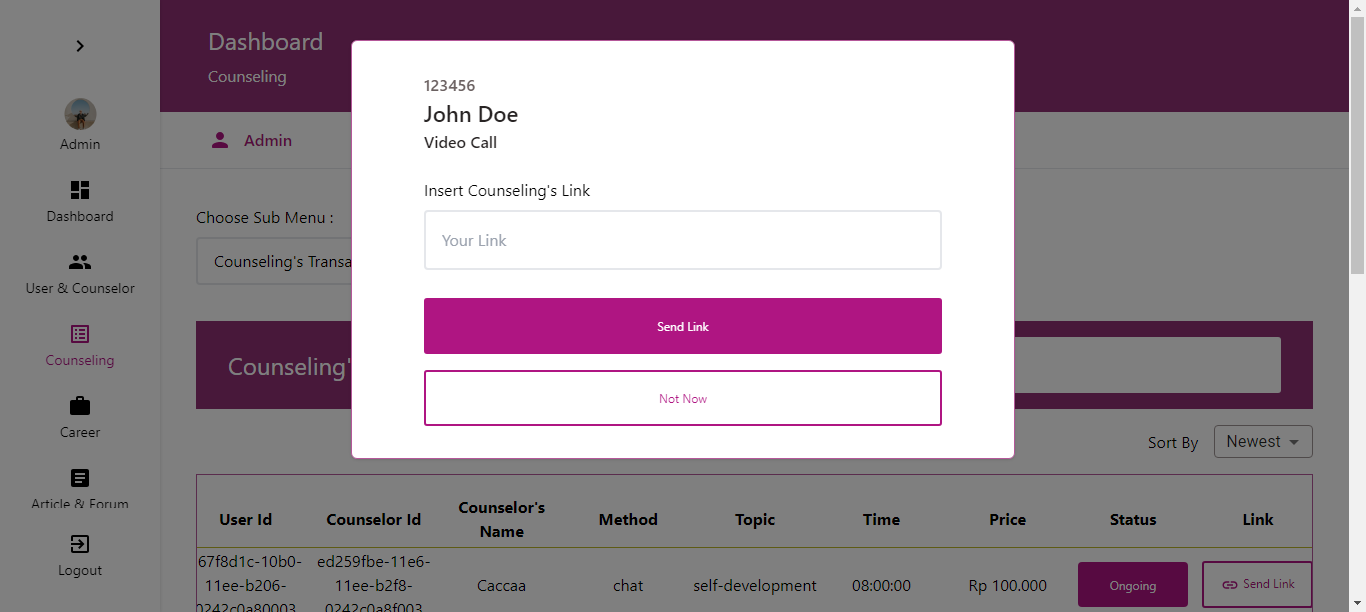 Dashboard
Counseling
Admin
Admin
Dashboard
User & Counselor
Counseling
Career
Article & Forum
Logout
Choose Sub Menu :
Counseling's Transa
123456
John Doe
Video Call
Insert Counseling's Link
Your Link
Send Link
Not Now
Counseling'
Sort By
Newest
User Id
Counselor Id
Counselor's
Name
Method
Topic
Time
Price
Status
Link
67f8d1c-10b0-
11ee-b206-
0242c0a80003
ed259fbe-11e6-
11ee-b2f8-
0242c0a8f003
Caccaa
chat
self-development
08:00:00
Rp 100.000
Ongoing
Send Link